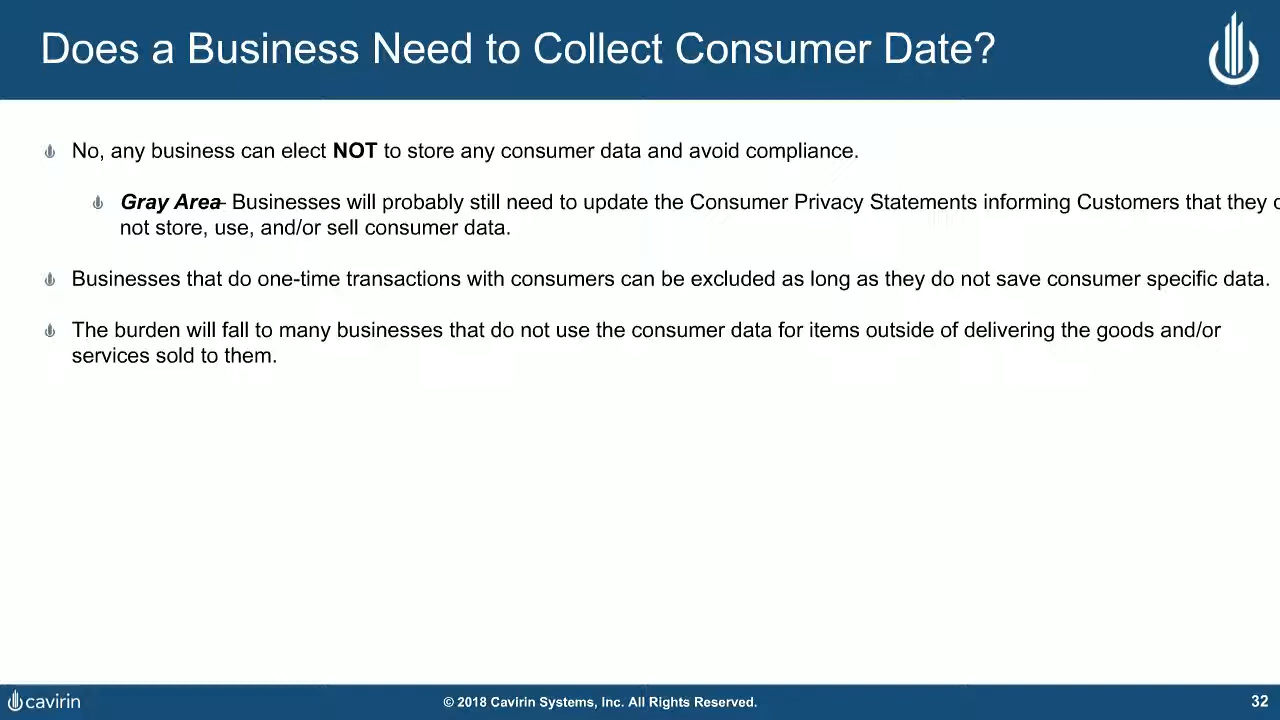 Does a Business Need to Collect Consumer Date?
No, any business can elect NOT to store any consumer data and avoid compliance.
Gray Area- Businesses will probably still need to update the Consumer Privacy Statements informing Customers that they
not store, use, and/or sell consumer data.
Businesses that do one-time transactions with consumers can be excluded as long as they do not save consumer specific data.
The burden will fall to many businesses that do not use the consumer data for items outside of delivering the goods and/or
services sold to them.
cavirin
© 2018 Cavirin Systems, Inc. All Rights Reserved.
32